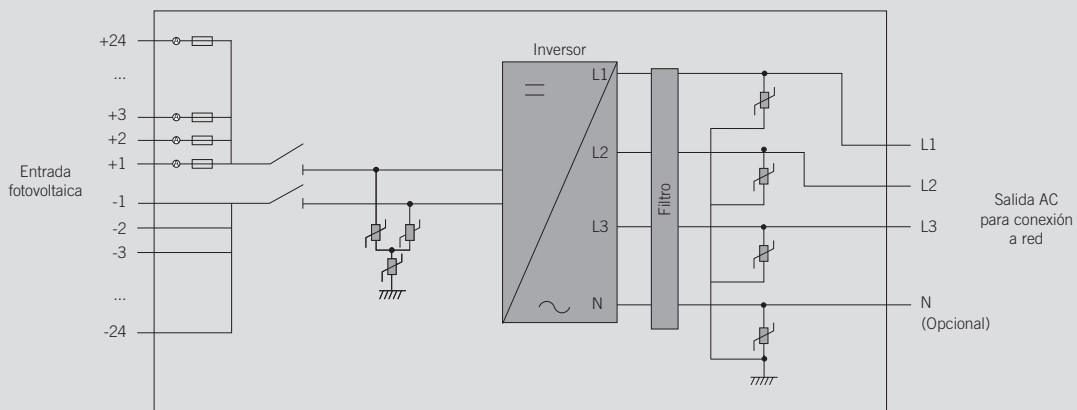 Entrada
fotovoltaica
+24
...
+3
+2
+1
-1
-2
-3
...
-24
Inversor
L1
L2
L3
N
Filtro
L1
L2
L3
N
(Opcional)
Salida AC
para conexión
a red